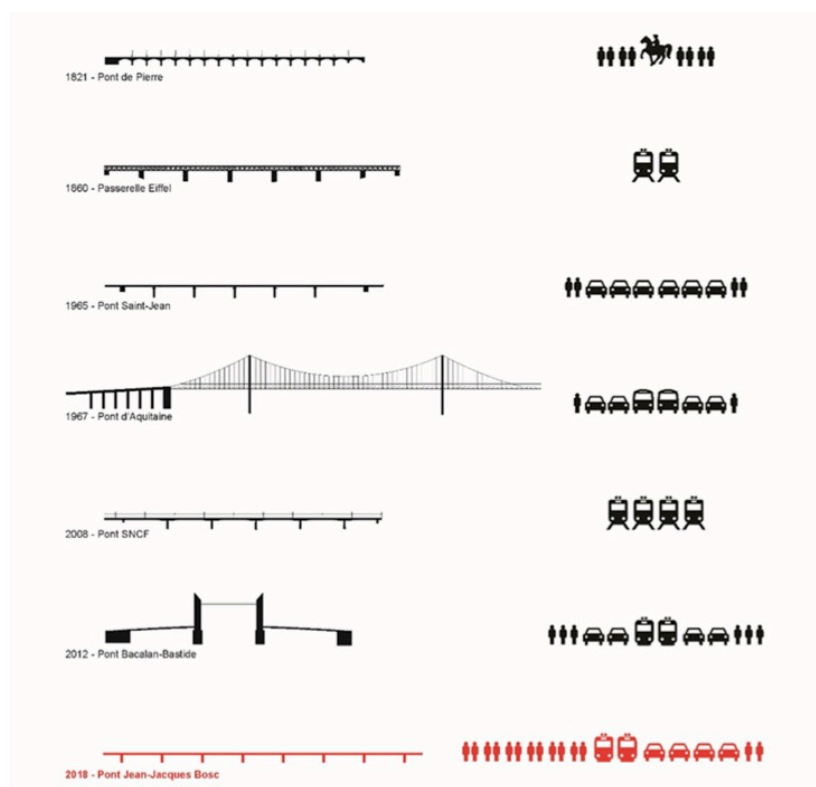 1821 - Pont de Pierre
1860 - Passerelle Eiffel
1965 - Pont Saint-Jean
1967 - Pont d'Aquitaine
2008 - Pont SNCF
2012 - Pont Bacalan-Bastide
2018 - Pont Jean-Jacques Bosc